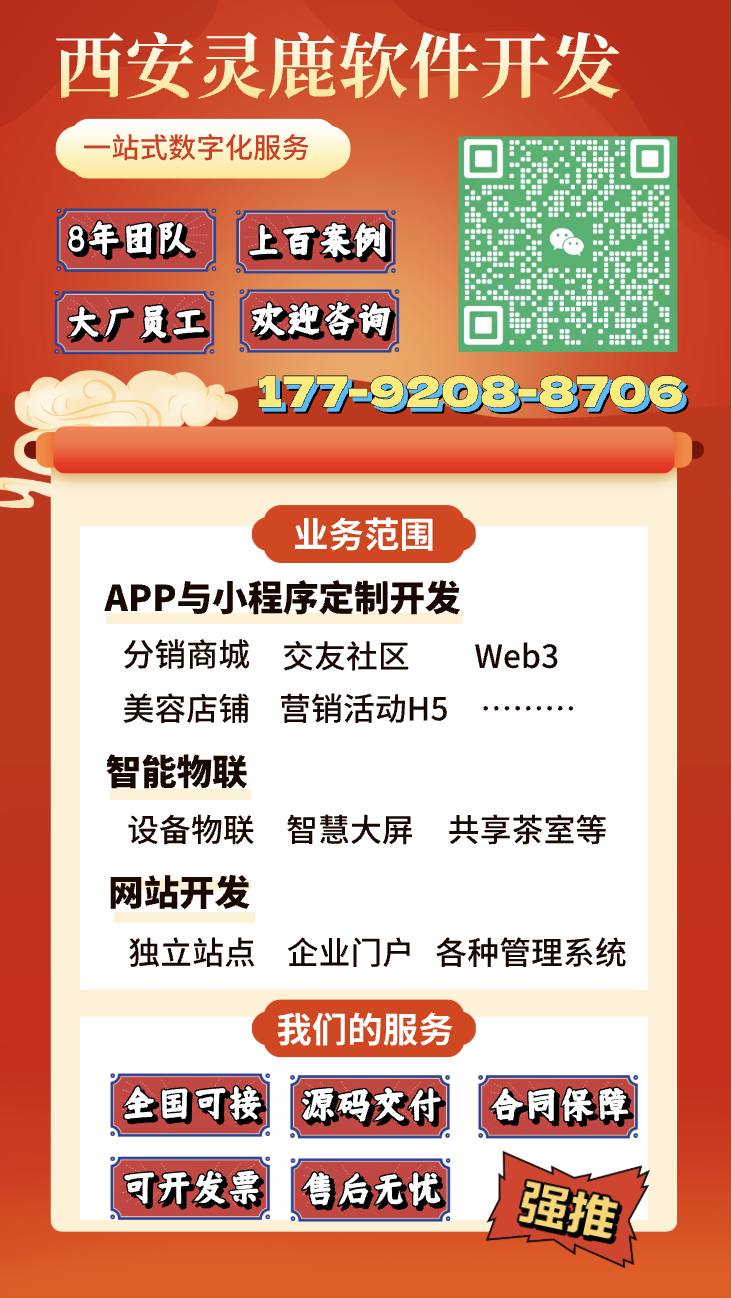 西安灵鹿软件开发
一站式数字化服务
8年团队 上百案例
大厂员工 欢迎咨询
177-9208-8706
业务范围
APP与小程序定制开发
分销商城 交友社区 Web3
美容店铺 营销活动H5 ………
智能物联
设备物联 智慧大屏 共享茶室等
网站开发
独立站点 企业门户 各种管理系统
我们的服务
全国可接 源码交付 合同保障
可开发票 售后无忧
强推